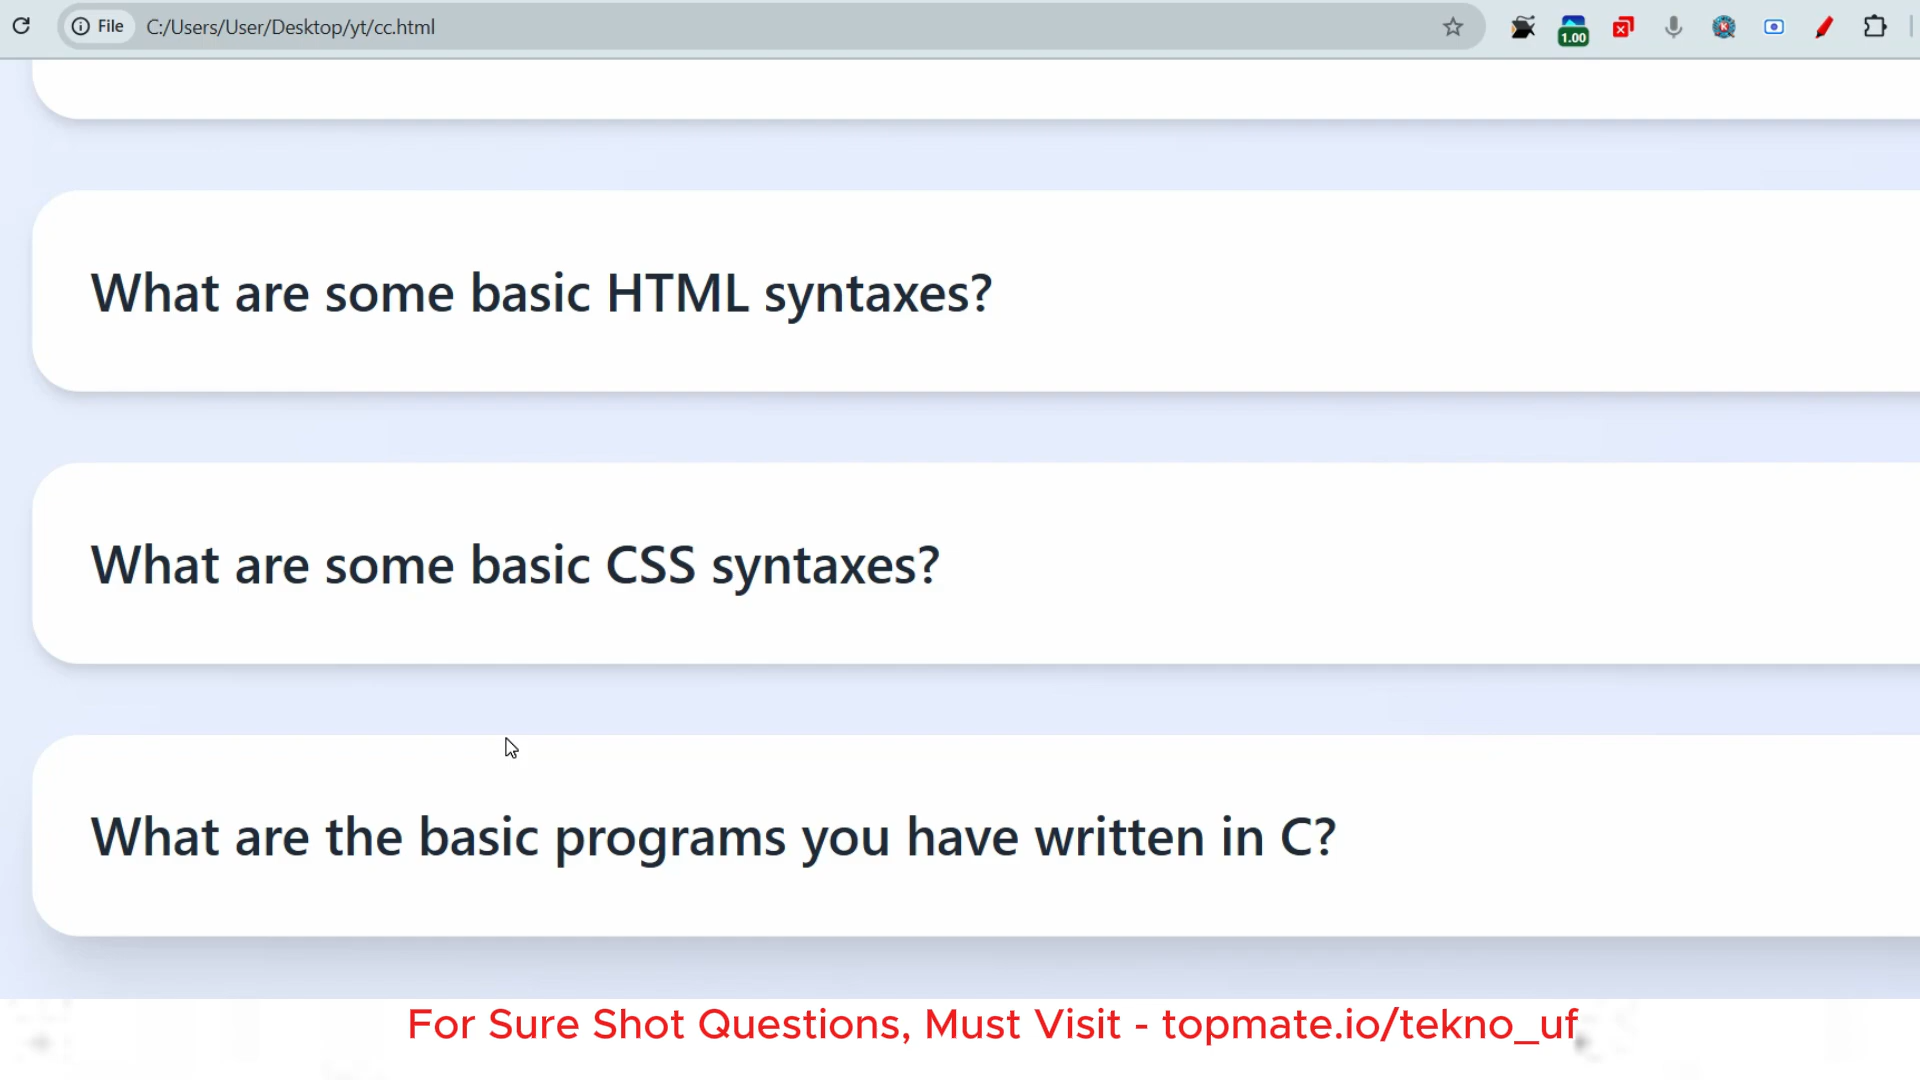 File C:/Users/User/Desktop/yt/cc.html
1.00
What are some basic HTML syntaxes?
What are some basic CSS syntaxes?
What are the basic programs you have written in C?
For Sure Shot Questions, Must Visit - topmate.io/tekno_uf